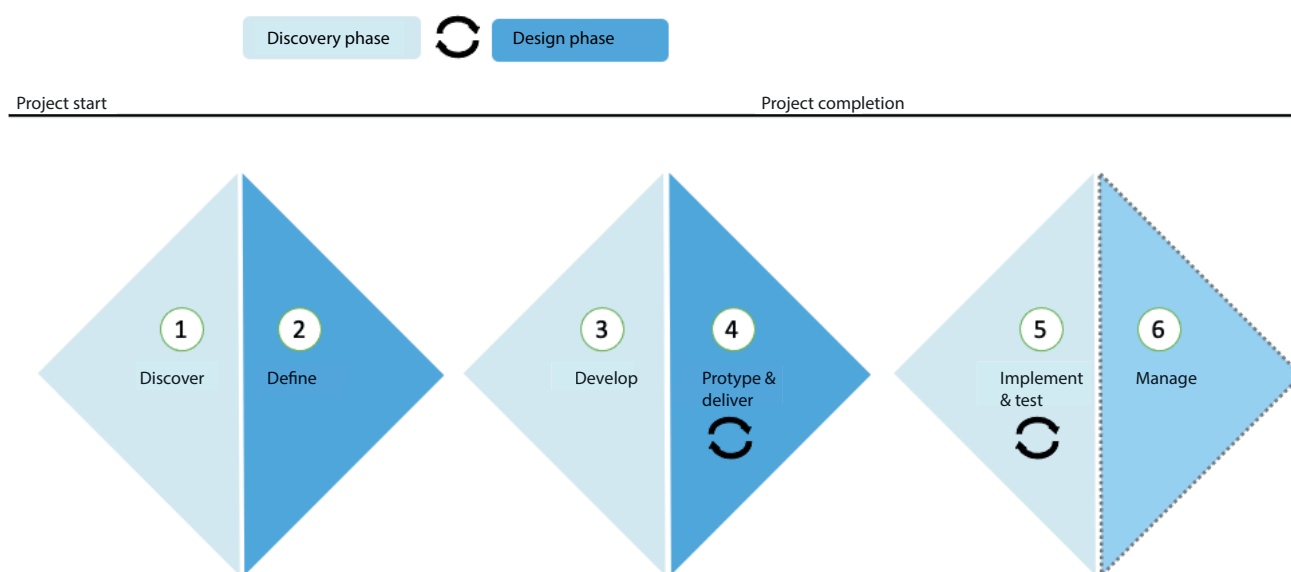 Discovery phase
Design phase
Project start
Project completion
1
2
3
4
5
6
Discover
Define
Develop
Protype &
deliver
Implement
& test
Manage